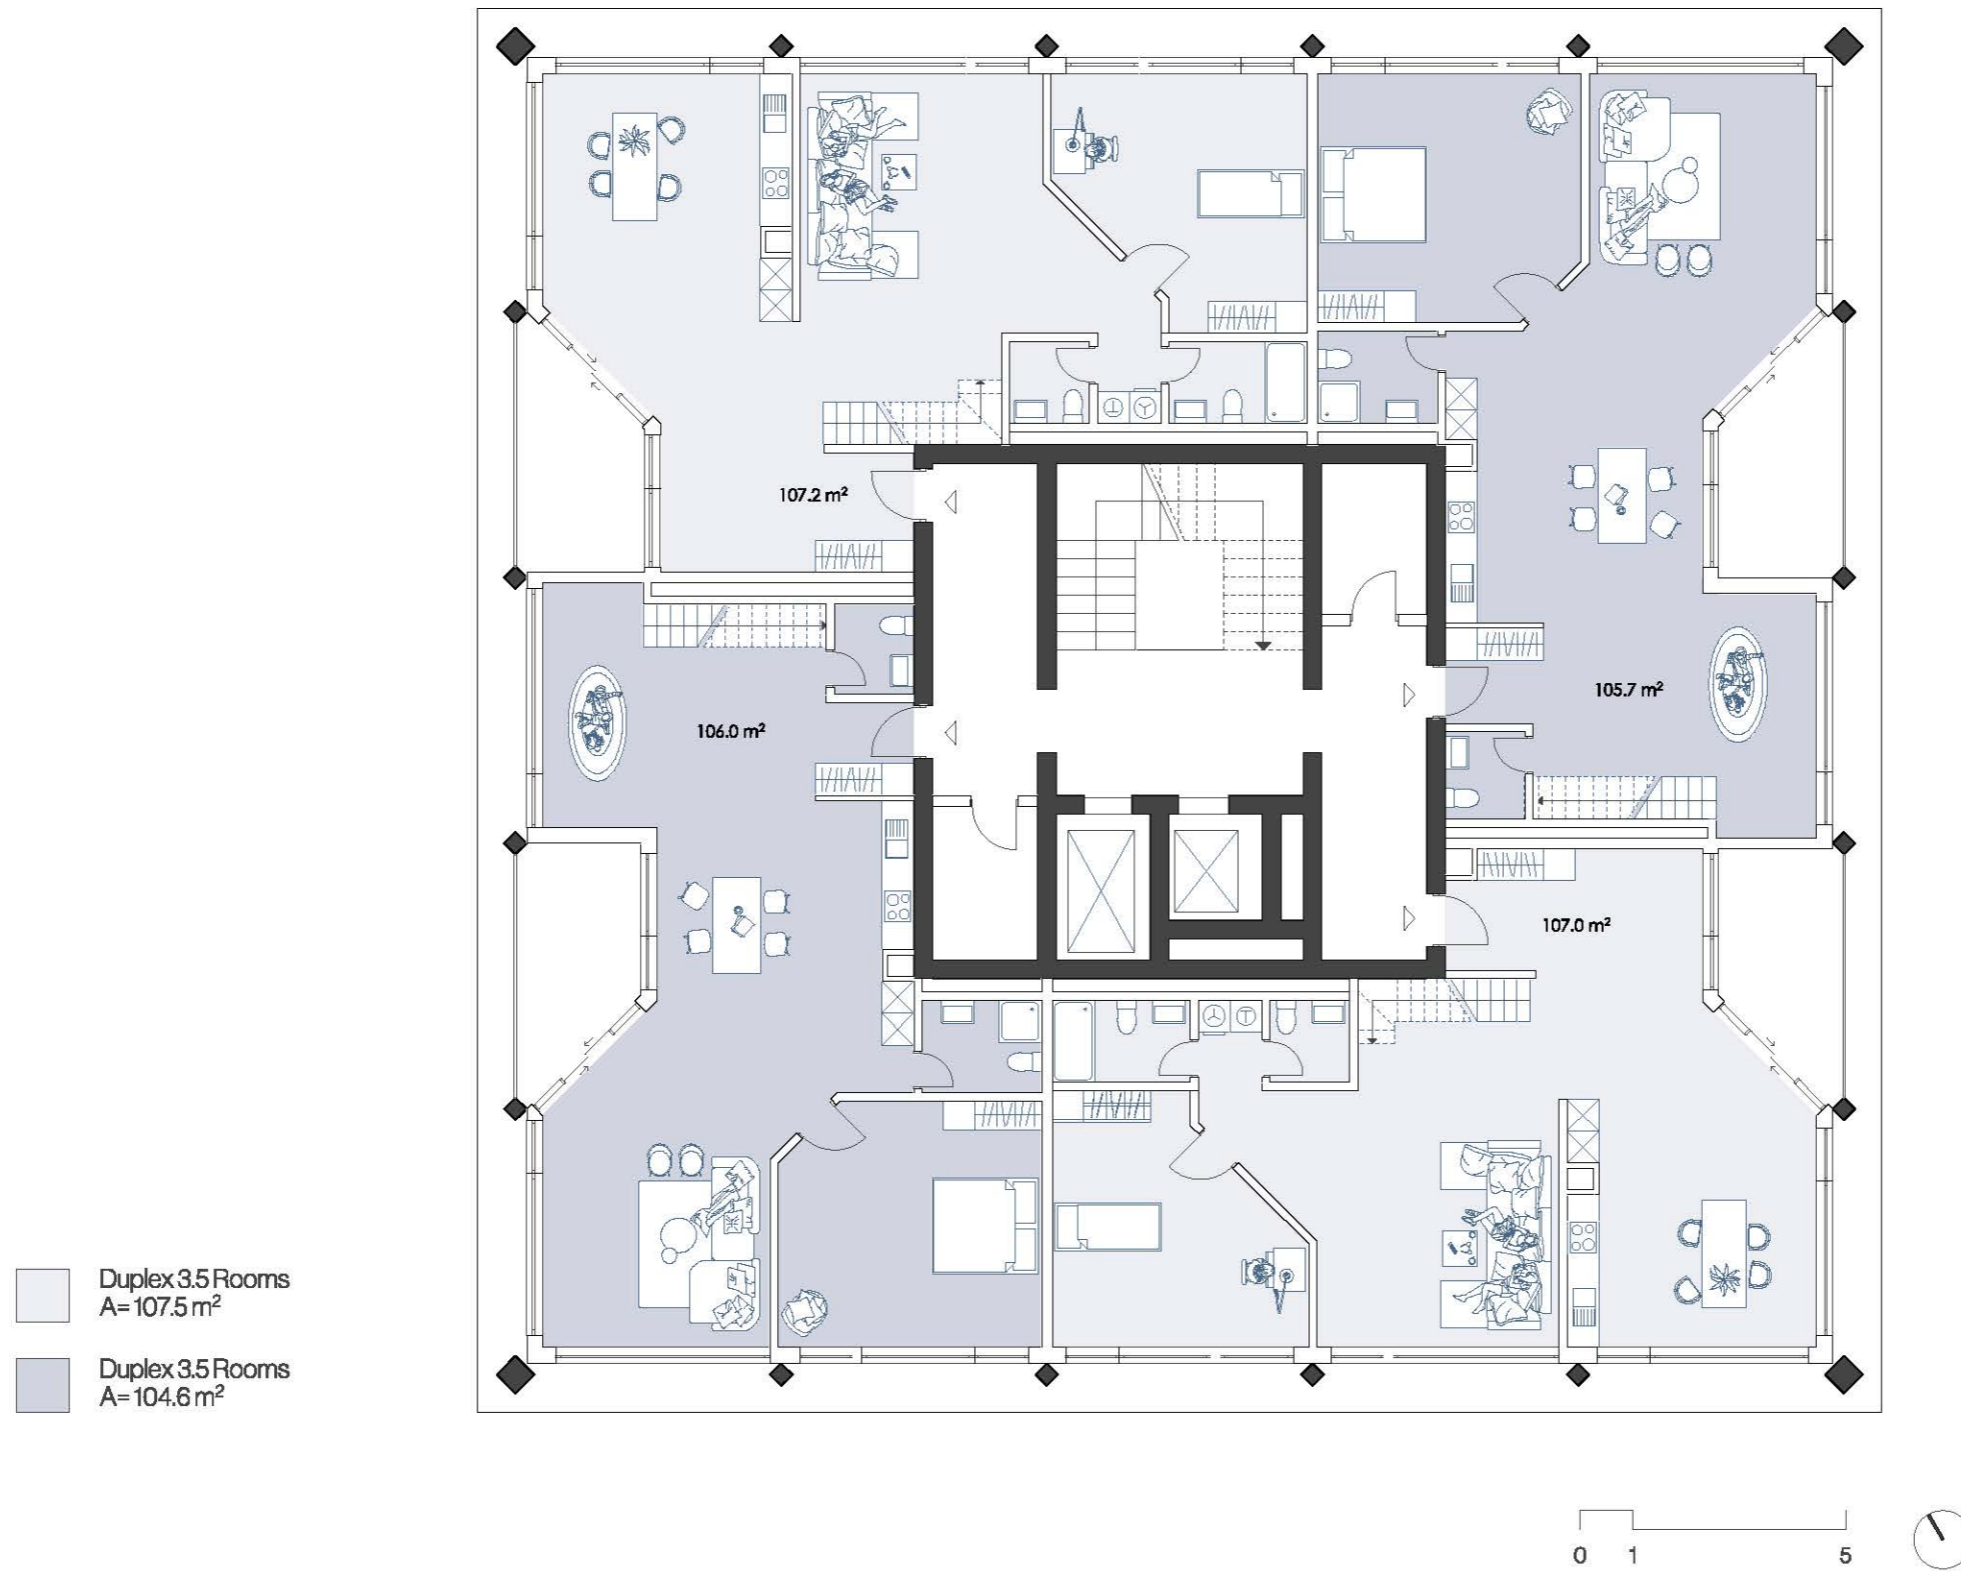 107.2 m²
105.7 m²
106.0 m²
107.0 m²
Duplex 3.5 Rooms
A= 107.5 m²
Duplex 3.5 Rooms
A= 104.6 m²
0 1 5